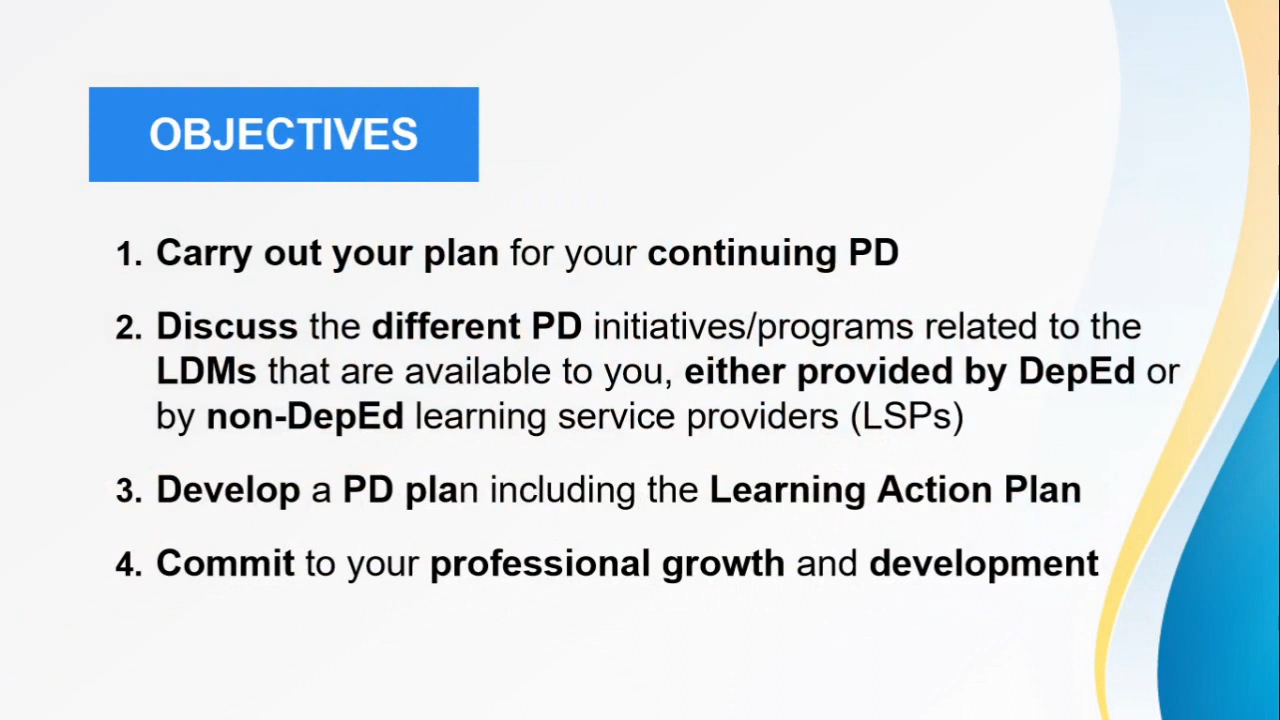 OBJECTIVES
1. Carry out your plan for your continuing PD
2. Discuss the different PD initiatives/programs related to the
LDMs that are available to you, either provided by DepEd or
by non-DepEd learning service providers (LSPs)
3. Develop a PD plan including the Learning Action Plan
4. Commit to your professional growth and development